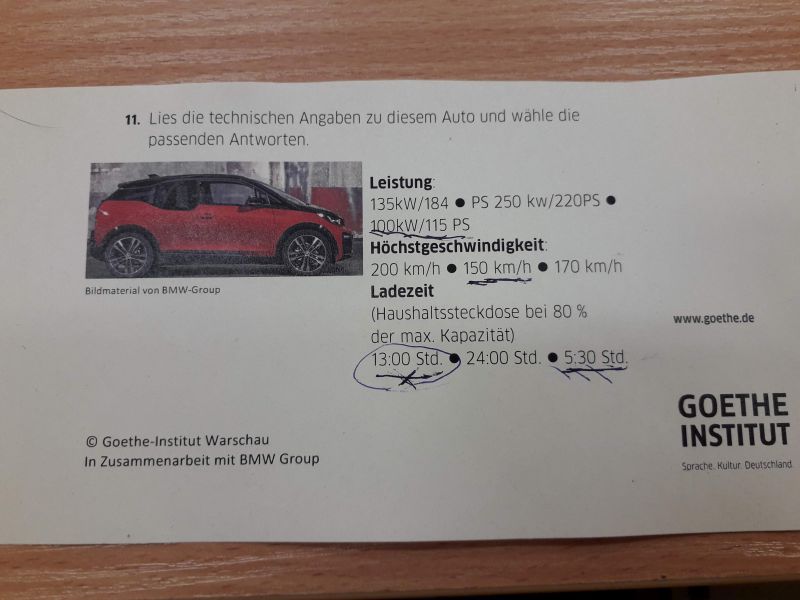 11. Lies die technischen Angaben zu diesem Auto und wähle die
passenden Antworten.
Leistung:
135kW/184 ● PS 250 kw/220PS ●
100kW/115 PS
Höchstgeschwindigkeit:
200 km/h ● 150 km/h ● 170 km/h
Bildmaterial von BMW-Group
Ladezeit
(Haushaltssteckdose bei 80 %
der max. Kapazität)
13:00 Std. ● 24:00 Std. ● 5:30 Std.
www.goethe.de
GOETHE
INSTITUT
Sprache. Kultur. Deutschland.
© Goethe-Institut Warschau
In Zusammenarbeit mit BMW Group